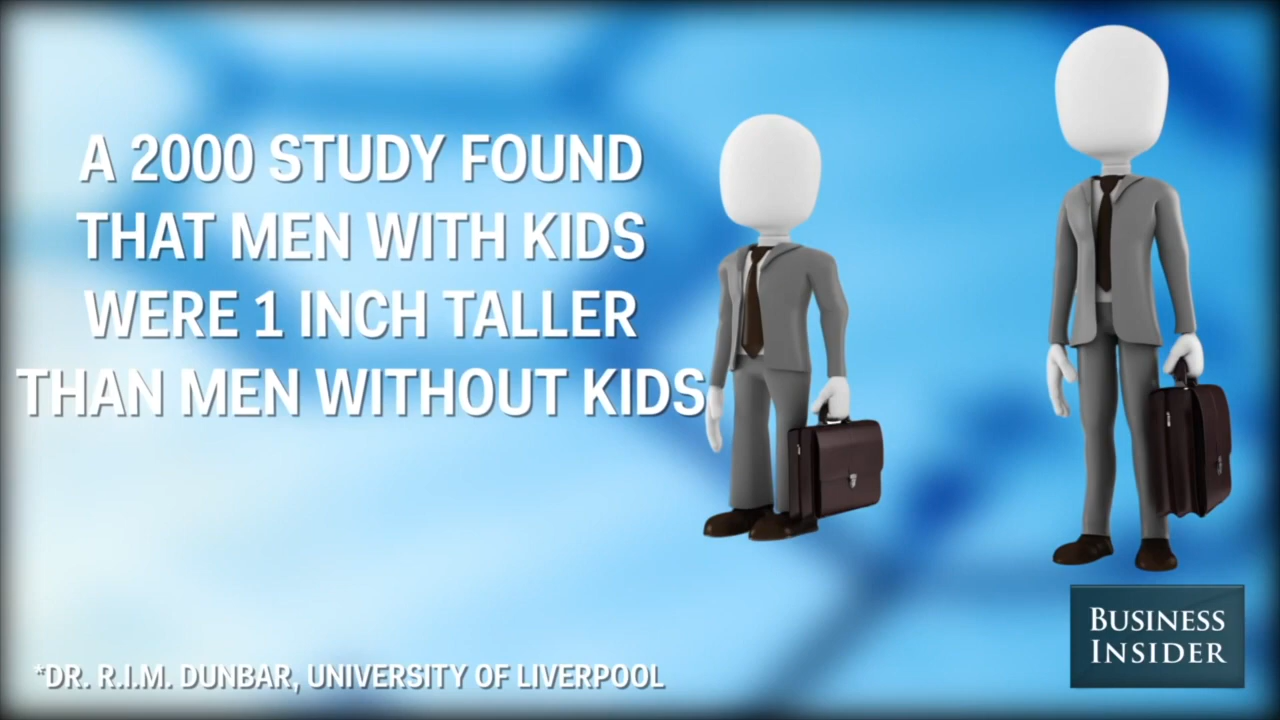 A 2000 STUDY FOUND
THAT MEN WITH KIDS
WERE 1 INCH TALLER
THAN MEN WITHOUT KIDS
*DR. R.I.M. DUNBAR, UNIVERSITY OF LIVERPOOL
BUSINESS
INSIDER